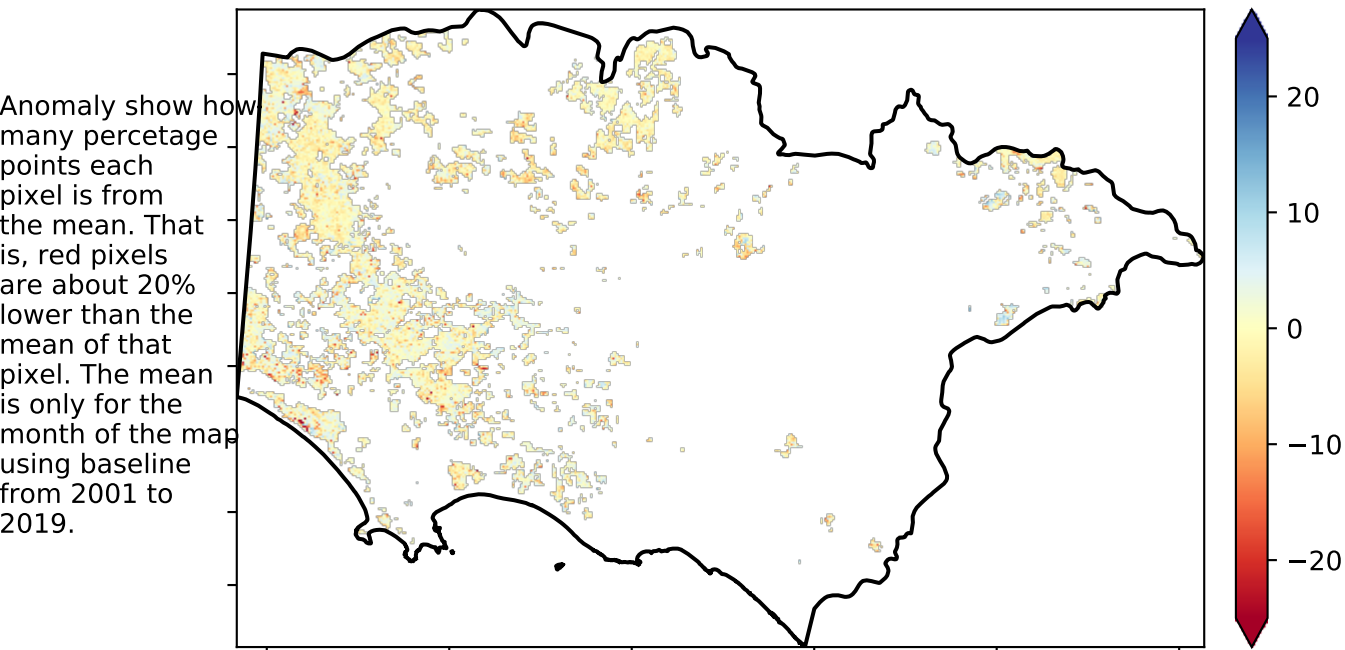 Anomaly show how
many percetage
points each
pixel is from
the mean. That
is, red pixels
are about 20%
lower than the
mean of that
pixel. The mean
is only for the
month of the map
using baseline
from 2001 to
2019.
20
10
0
−10
−20